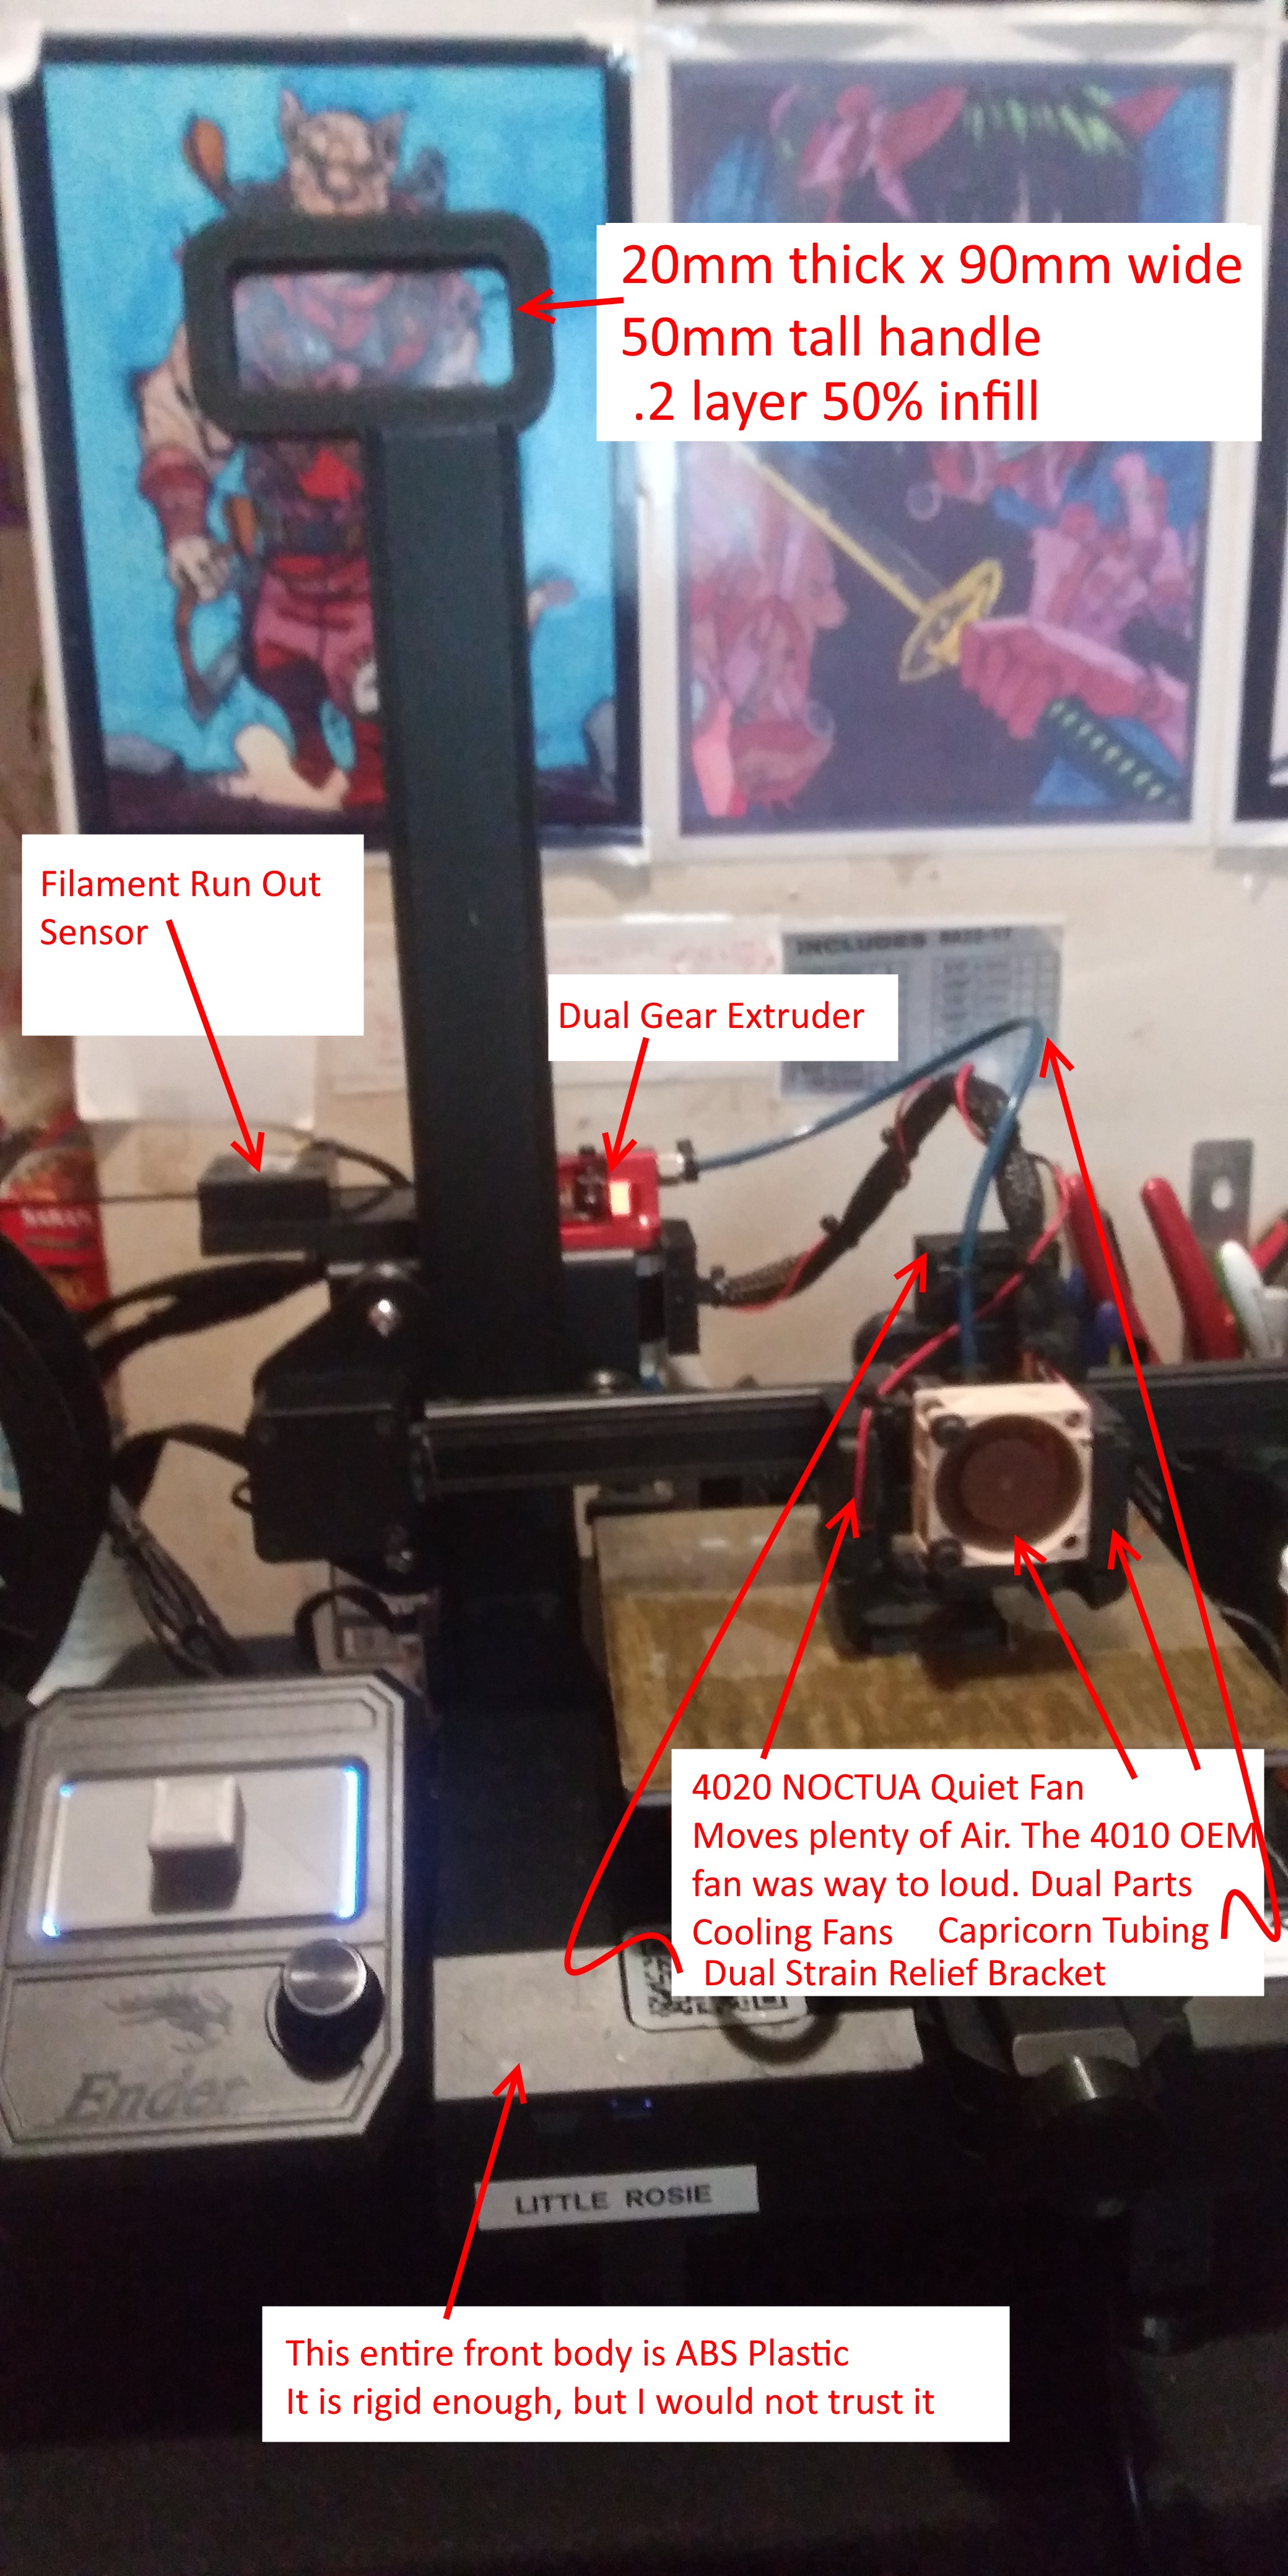 20mm thick x 90mm wide
50mm tall handle
.2 layer 50% infill
Filament Run Out
Sensor
INCLUDES
Dual Gear Extruder
4020 NOCTUA Quiet Fan
Moves plenty of Air. The 4010 OEM
fan was way to loud. Dual Parts
Cooling Fans Capricorn Tubing
Dual Strain Relief Bracket
Ender
LITTLE ROSIE
This entire front body is ABS Plastic
It is rigid enough, but I would not trust it